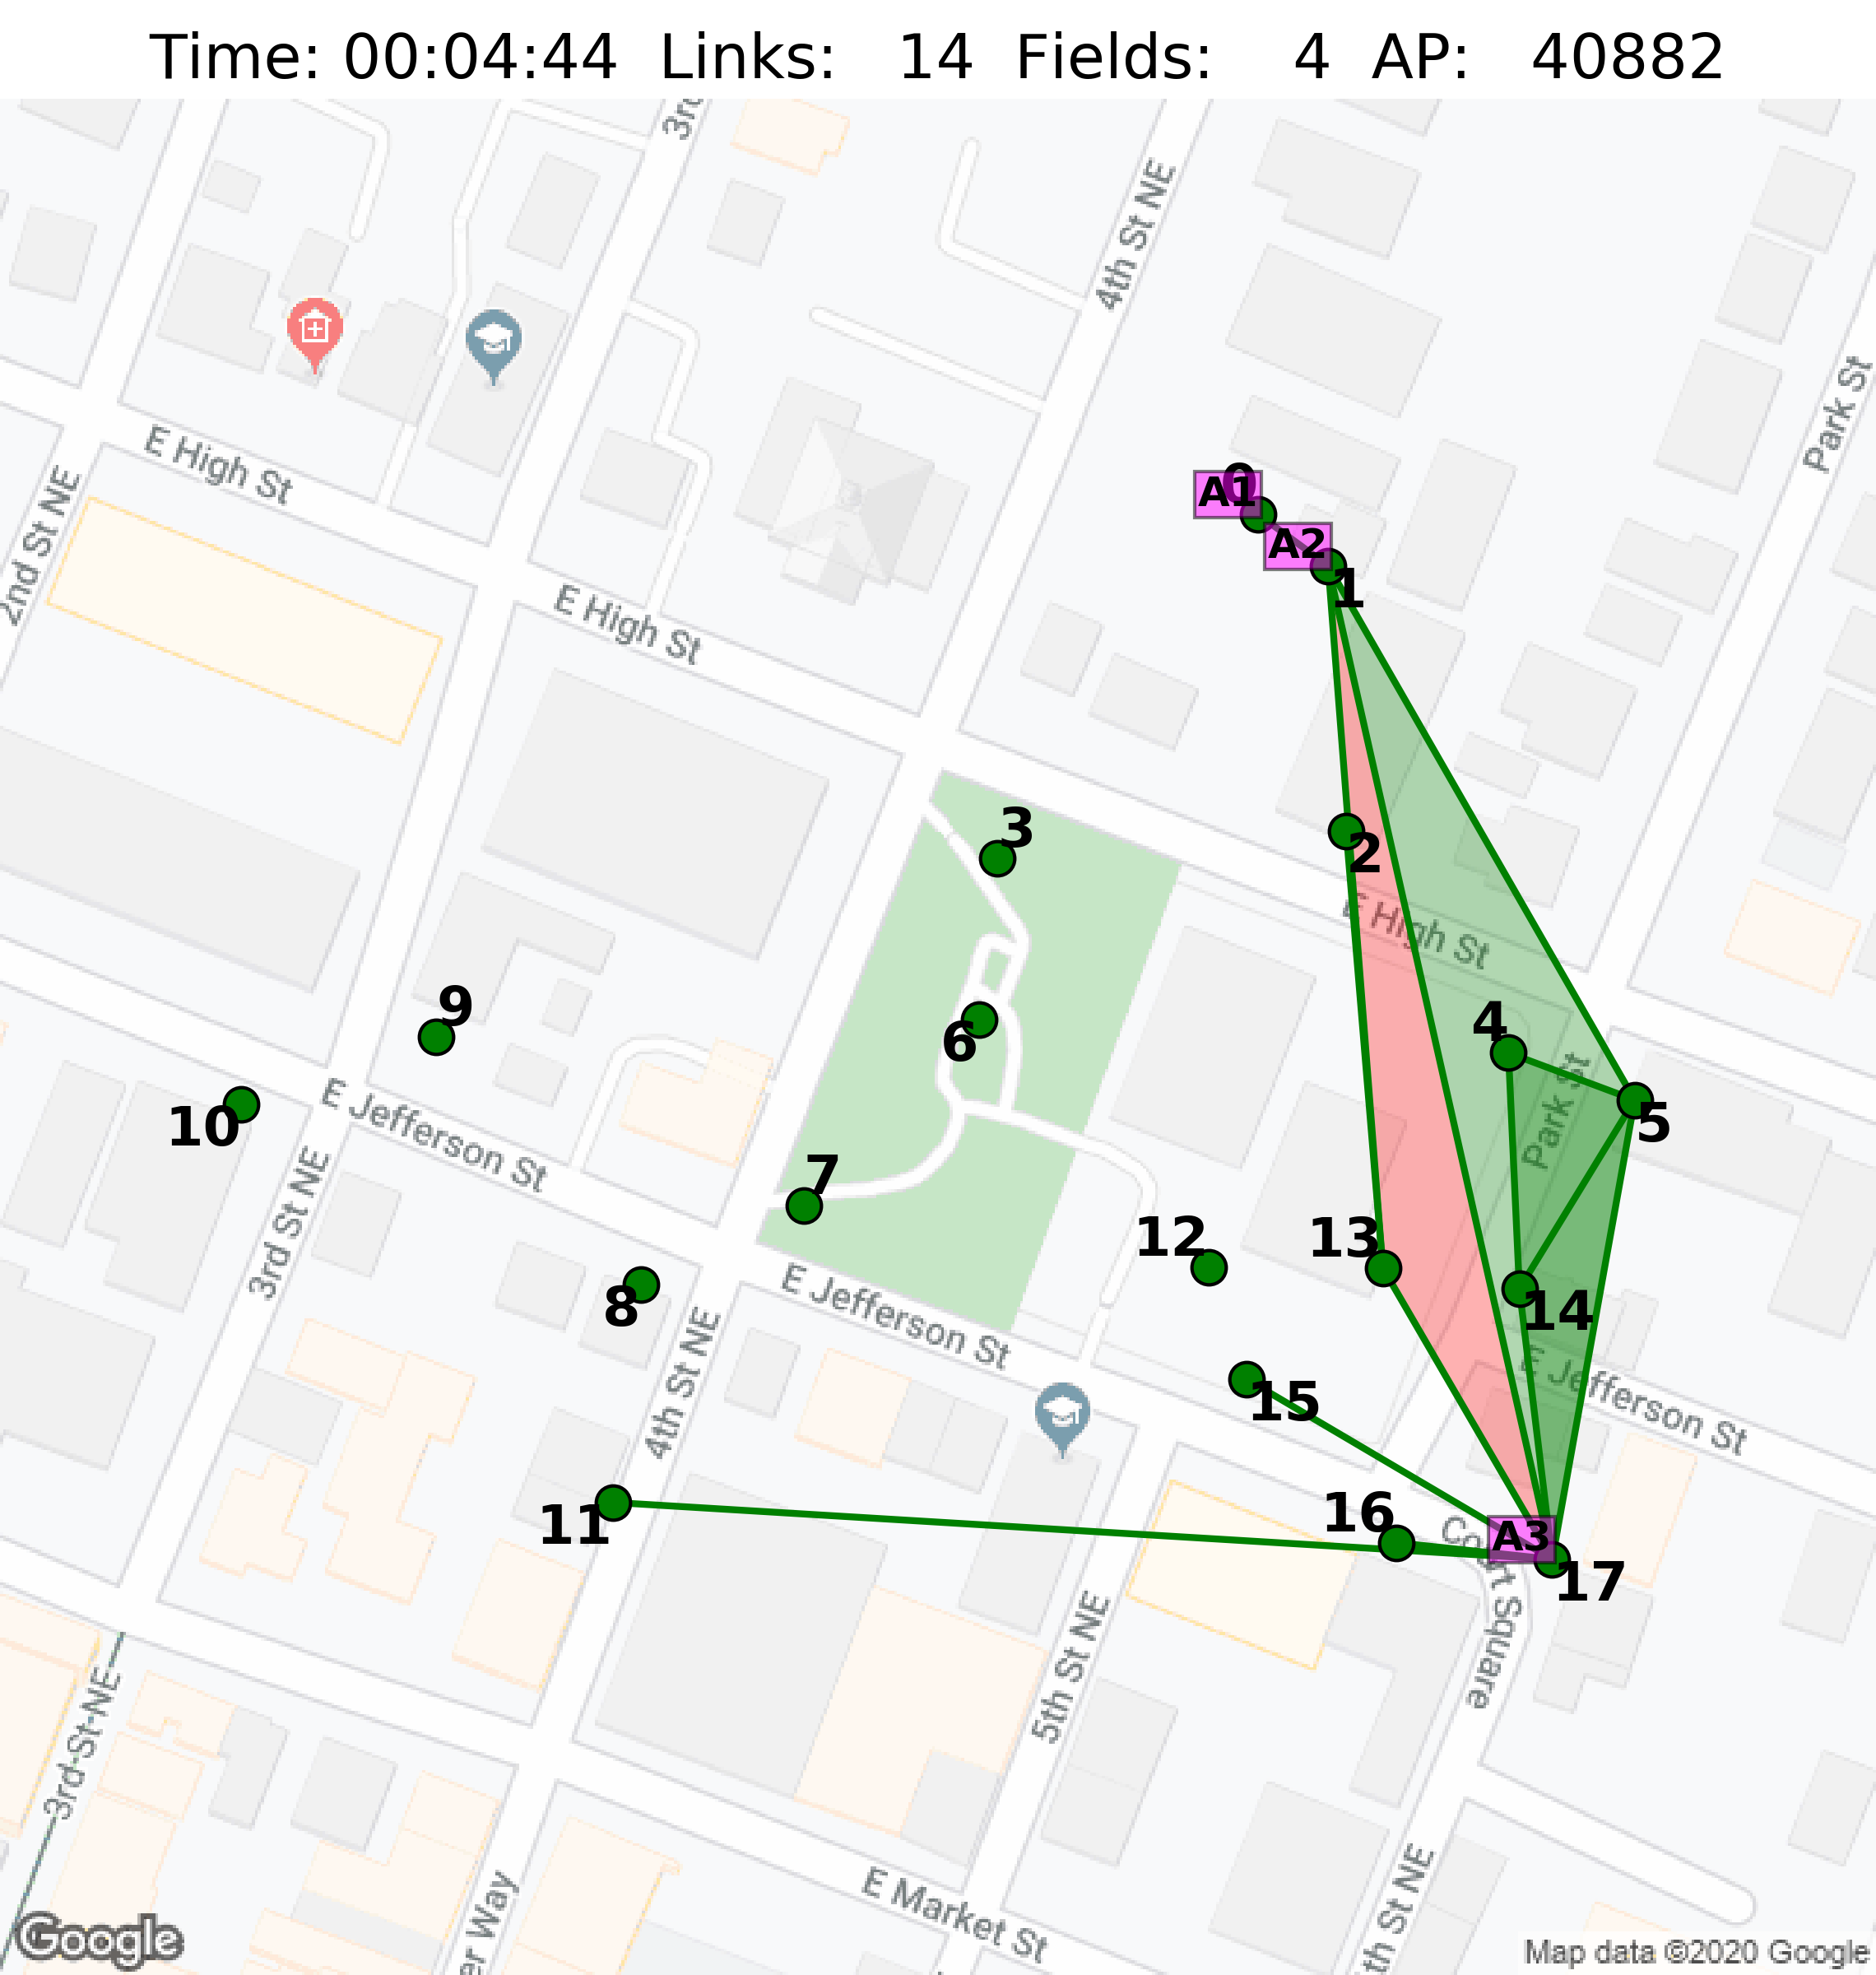 Time: 00:04:44 Links: 14 Fields: 4 AP: 40882
3rd
4th St NE
Park St
E High St
2nd St NE
0
A1
A2
1
E High St
3
2
E High St
9
4
6
Park St
5
10
E Jefferson St
7
12
13
3rd St NE
8
E Jefferson St
14
4th St NE
E Jefferson St
15
16
11
A3
Court Square
17
5th St NE
3rd St NE
er Way
E Market St
th St NE
Google
Map data ©2020 Google